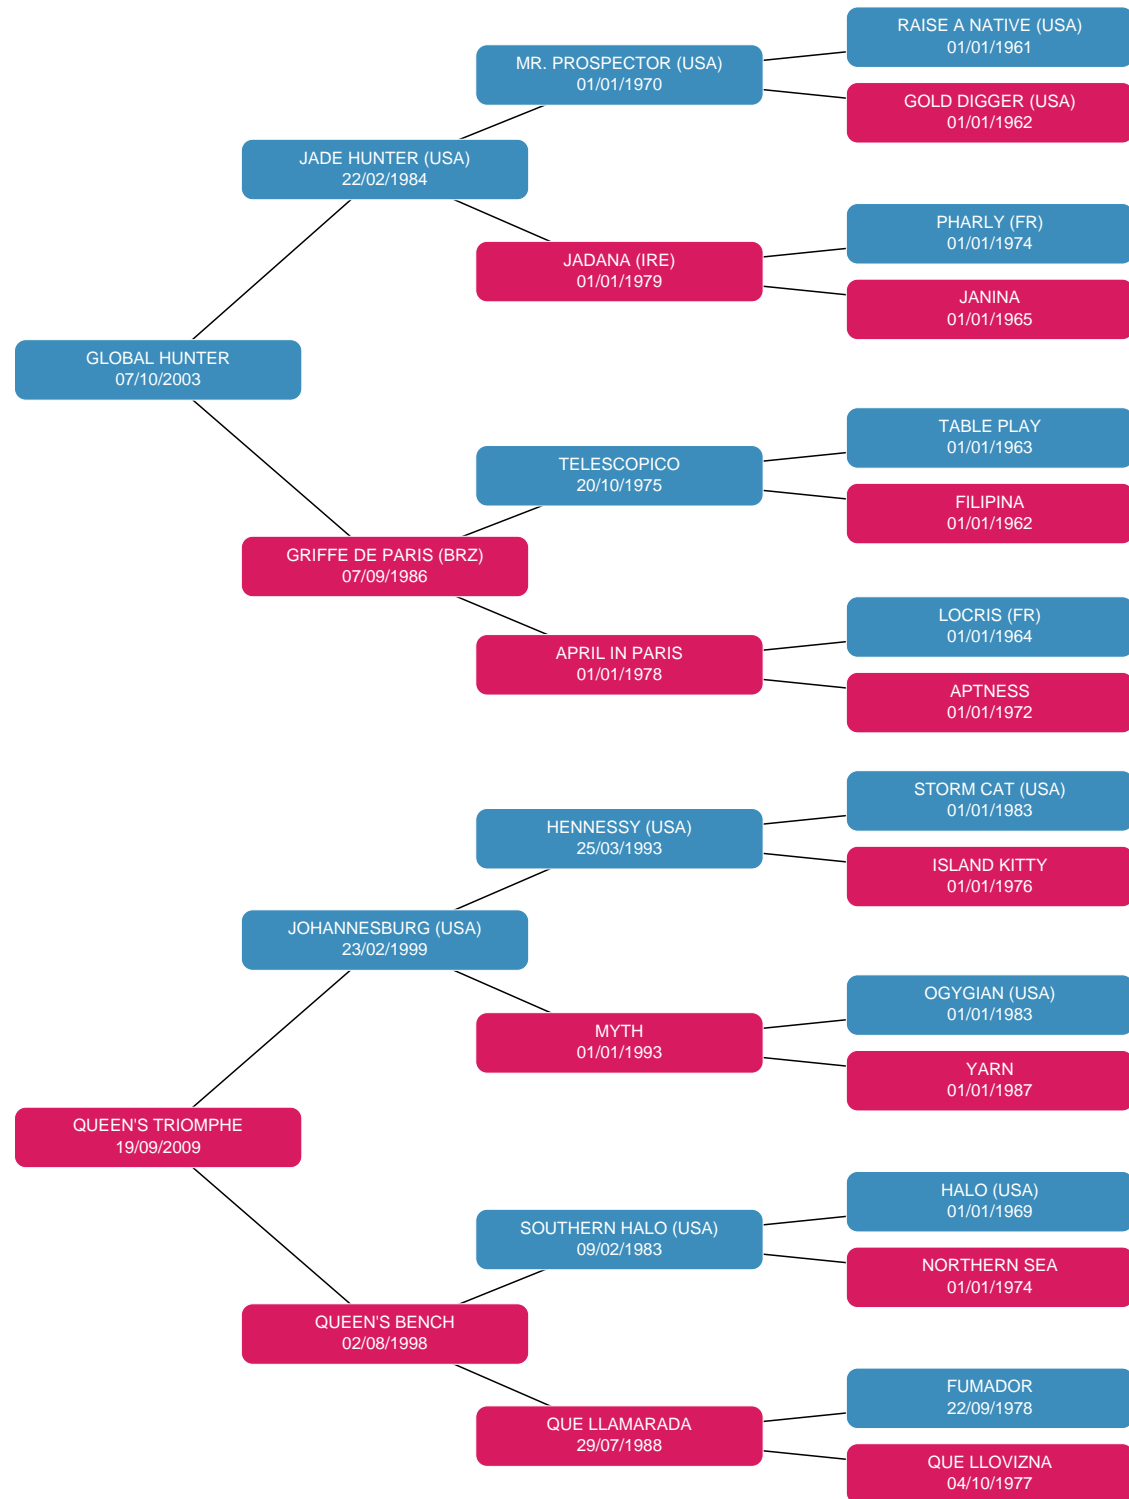 RAISE A NATIVE (USA)
01/01/1961
MR. PROSPECTOR (USA)
01/01/1970
GOLD DIGGER (USA)
01/01/1962
JADE HUNTER (USA)
22/02/1984
PHARLY (FR)
01/01/1974
JADANA (IRE)
01/01/1979
JANINA
01/01/1965
GLOBAL HUNTER
07/10/2003
TABLE PLAY
01/01/1963
TELESCOPICO
20/10/1975
FILIPINA
01/01/1962
GRIFFE DE PARIS (BRZ)
07/09/1986
LOCRIS (FR)
01/01/1964
APRIL IN PARIS
01/01/1978
APTNESS
01/01/1972
STORM CAT (USA)
01/01/1983
HENNESSY (USA)
25/03/1993
ISLAND KITTY
01/01/1976
JOHANNESBURG (USA)
23/02/1999
OGYGIAN (USA)
01/01/1983
MYTH
01/01/1993
YARN
01/01/1987
QUEEN'S TRIOMPHE
19/09/2009
HALO (USA)
01/01/1969
SOUTHERN HALO (USA)
09/02/1983
NORTHERN SEA
01/01/1974
QUEEN'S BENCH
02/08/1998
FUMADOR
22/09/1978
QUE LLAMARADA
29/07/1988
QUE LLOVIZNA
04/10/1977